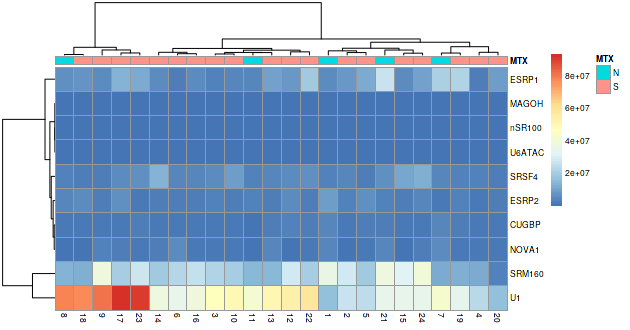 MTX
ESRP1
MAGOH
nSR100
U6ATAC
SRSF4
ESRP2
CUGBP
NOVA1
SRM160
U1
8 18 9 17 23 14 6 16 3 10 11 13 12 22 1 2 5 21 15 24 7 19 4 20
8e+07
6e+07
4e+07
2e+07
MTX
N
S